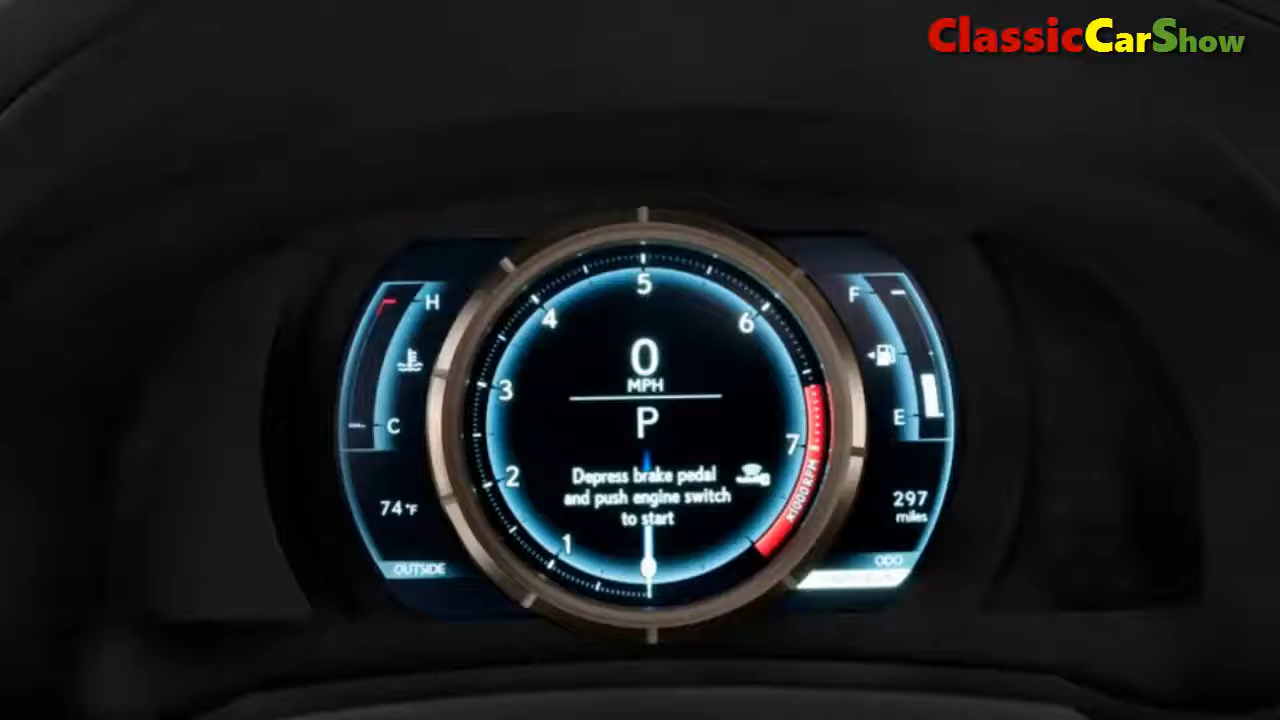 ClassicCarShow
H
C
74°F
OUTSIDE
5
4
6
3
7
2
1
0
MPH
P
Depress brake pedal
and push engine switch
to start
x1000RPM
F
E
297
miles
ODO